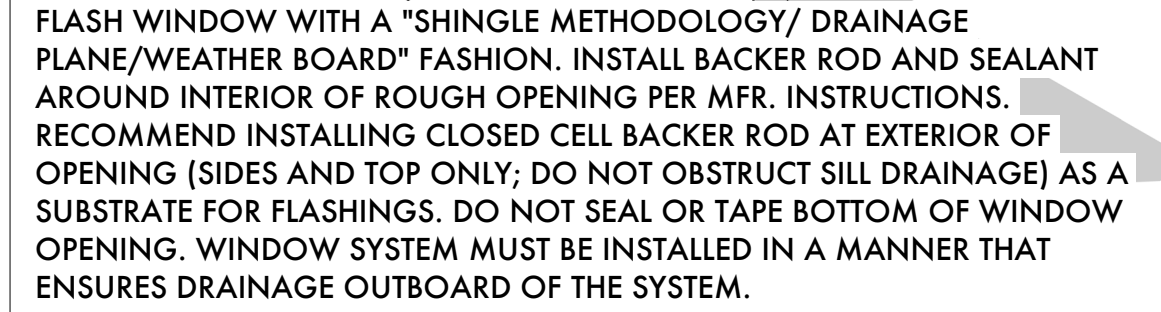 FLASH WINDOW WITH A "SHINGLE METHODOLOGY/ DRAINAGE
PLANE/WEATHER BOARD" FASHION. INSTALL BACKER ROD AND SEALANT
AROUND INTERIOR OF ROUGH OPENING PER MFR. INSTRUCTIONS.
RECOMMEND INSTALLING CLOSED CELL BACKER ROD AT EXTERIOR OF
OPENING (SIDES AND TOP ONLY; DO NOT OBSTRUCT SILL DRAINAGE) AS A
SUBSTRATE FOR FLASHINGS. DO NOT SEAL OR TAPE BOTTOM OF WINDOW
OPENING. WINDOW SYSTEM MUST BE INSTALLED IN A MANNER THAT
ENSURES DRAINAGE OUTBOARD OF THE SYSTEM.